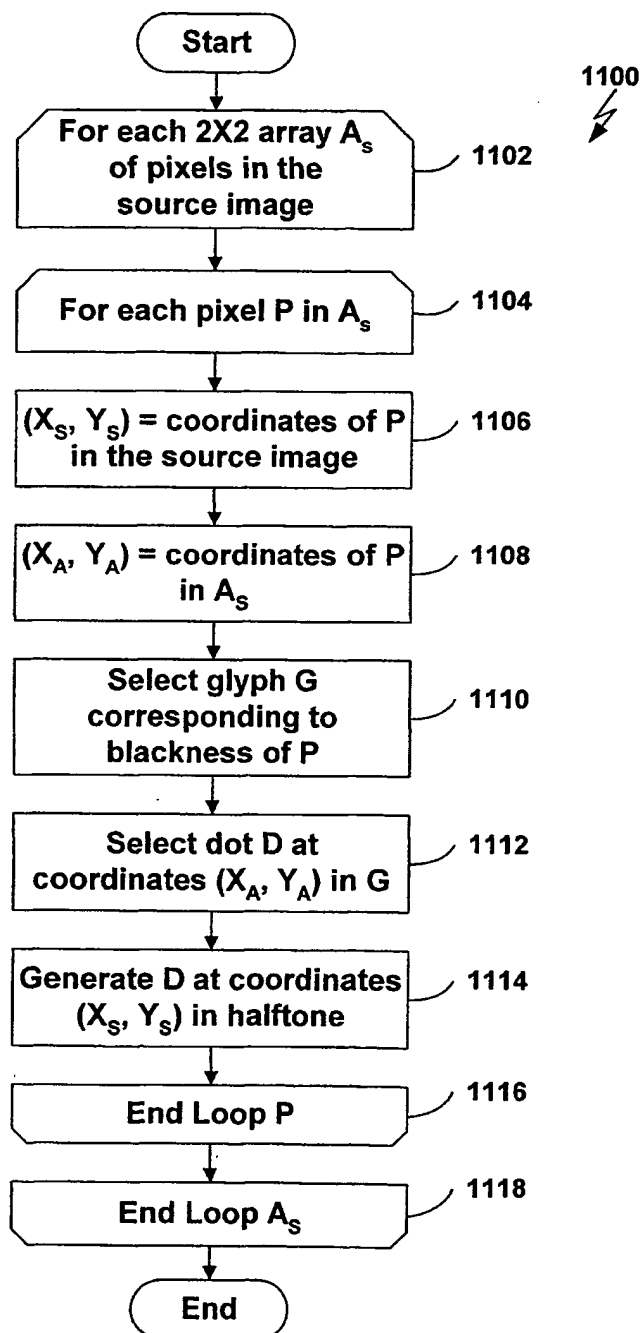 Start
1100
For each 2X2 array Aₛ
of pixels in the
source image
1102
For each pixel P in Aₛ
1104
(X_S, Y_S) = coordinates of P
in the source image
1106
(X_A, Y_A) = coordinates of P
in A_S
1108
Select glyph G
corresponding to
blackness of P
1110
Select dot D at
coordinates (X_A, Y_A) in G
1112
Generate D at coordinates
(X_S, Y_S) in halftone
1114
End Loop P
1116
End Loop Aₛ
1118
End